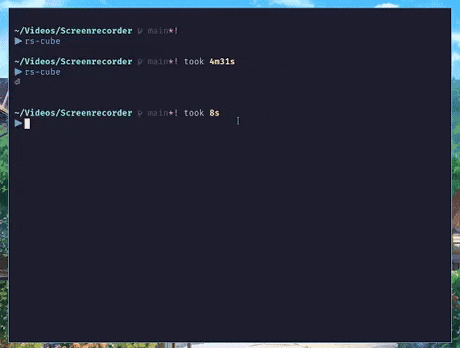 ~/Videos/Screenrecorder main*!
▶ rs-cube
~/Videos/Screenrecorder main*! took 4m31s
▶ rs-cube
~/Videos/Screenrecorder main*! took 8s
▶